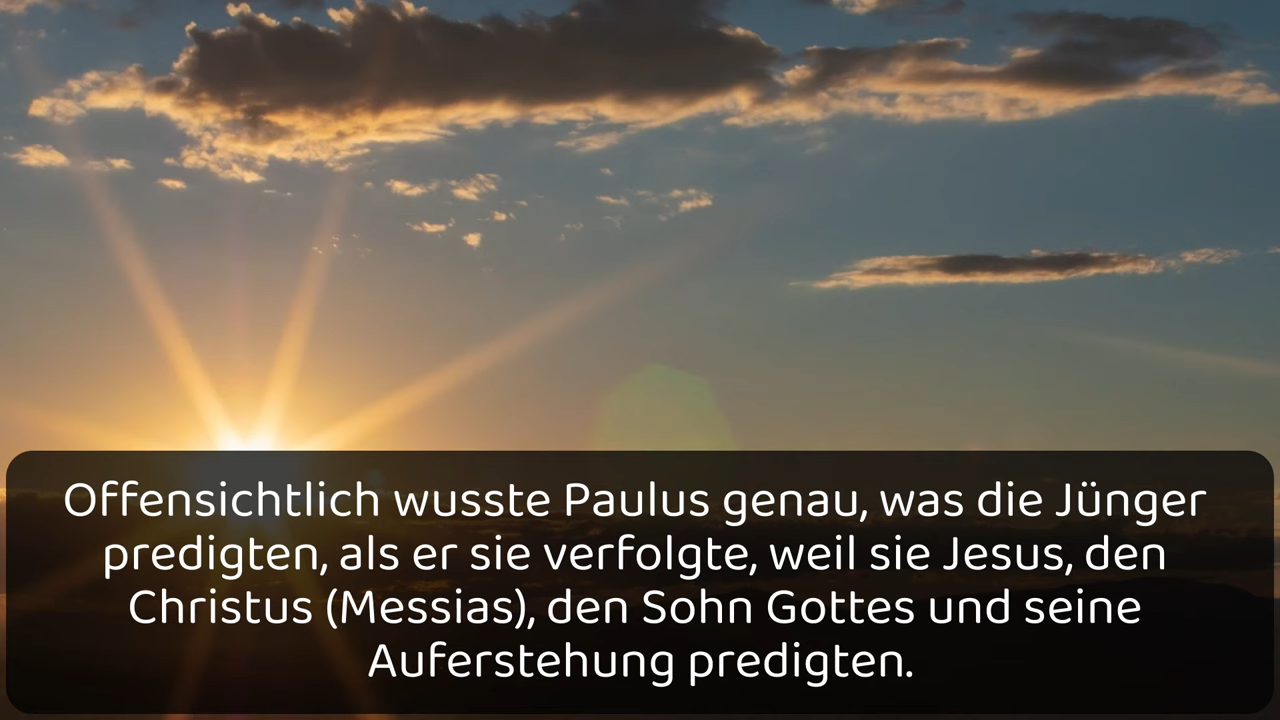 Offensichtlich wusste Paulus genau, was die Jünger
predigten, als er sie verfolgte, weil sie Jesus, den
Christus (Messias), den Sohn Gottes und seine
Auferstehung predigten.